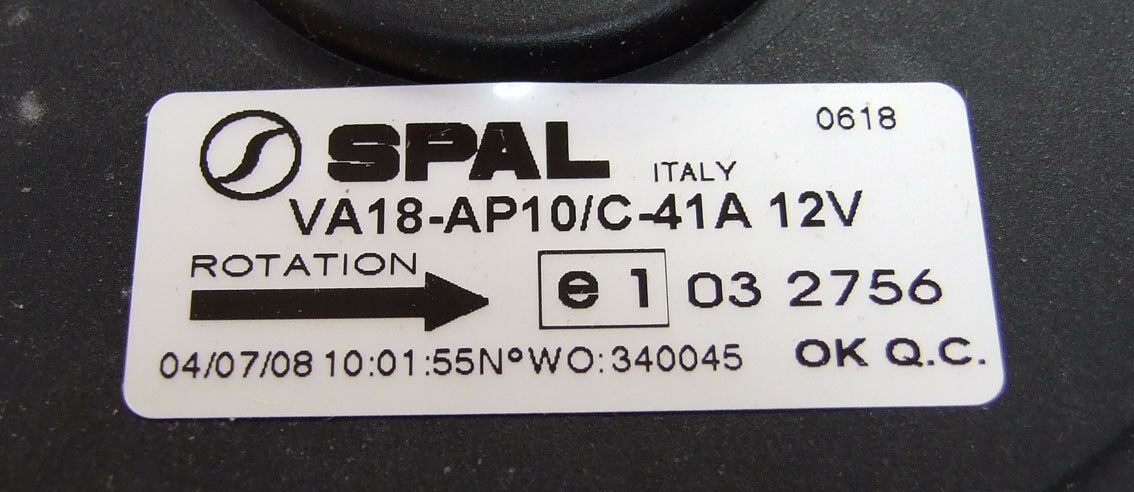 SPAL ITALY 0618
VA18-AP10/C-41A 12V
ROTATION e1 03 2756
04/07/08 10:01:55N°WO:340045 OK Q.C.